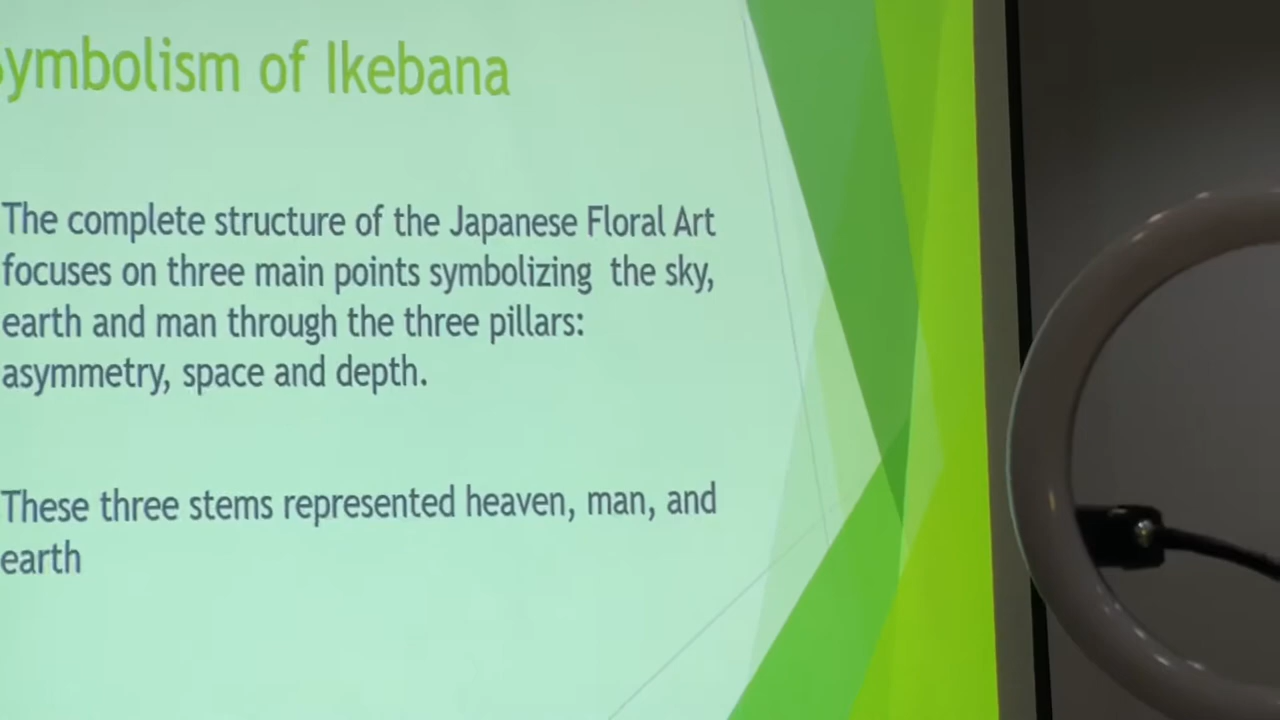 Symbolism of Ikebana
The complete structure of the Japanese Floral Art
focuses on three main points symbolizing the sky,
earth and man through the three pillars:
asymmetry, space and depth.
These three stems represented heaven, man, and
earth